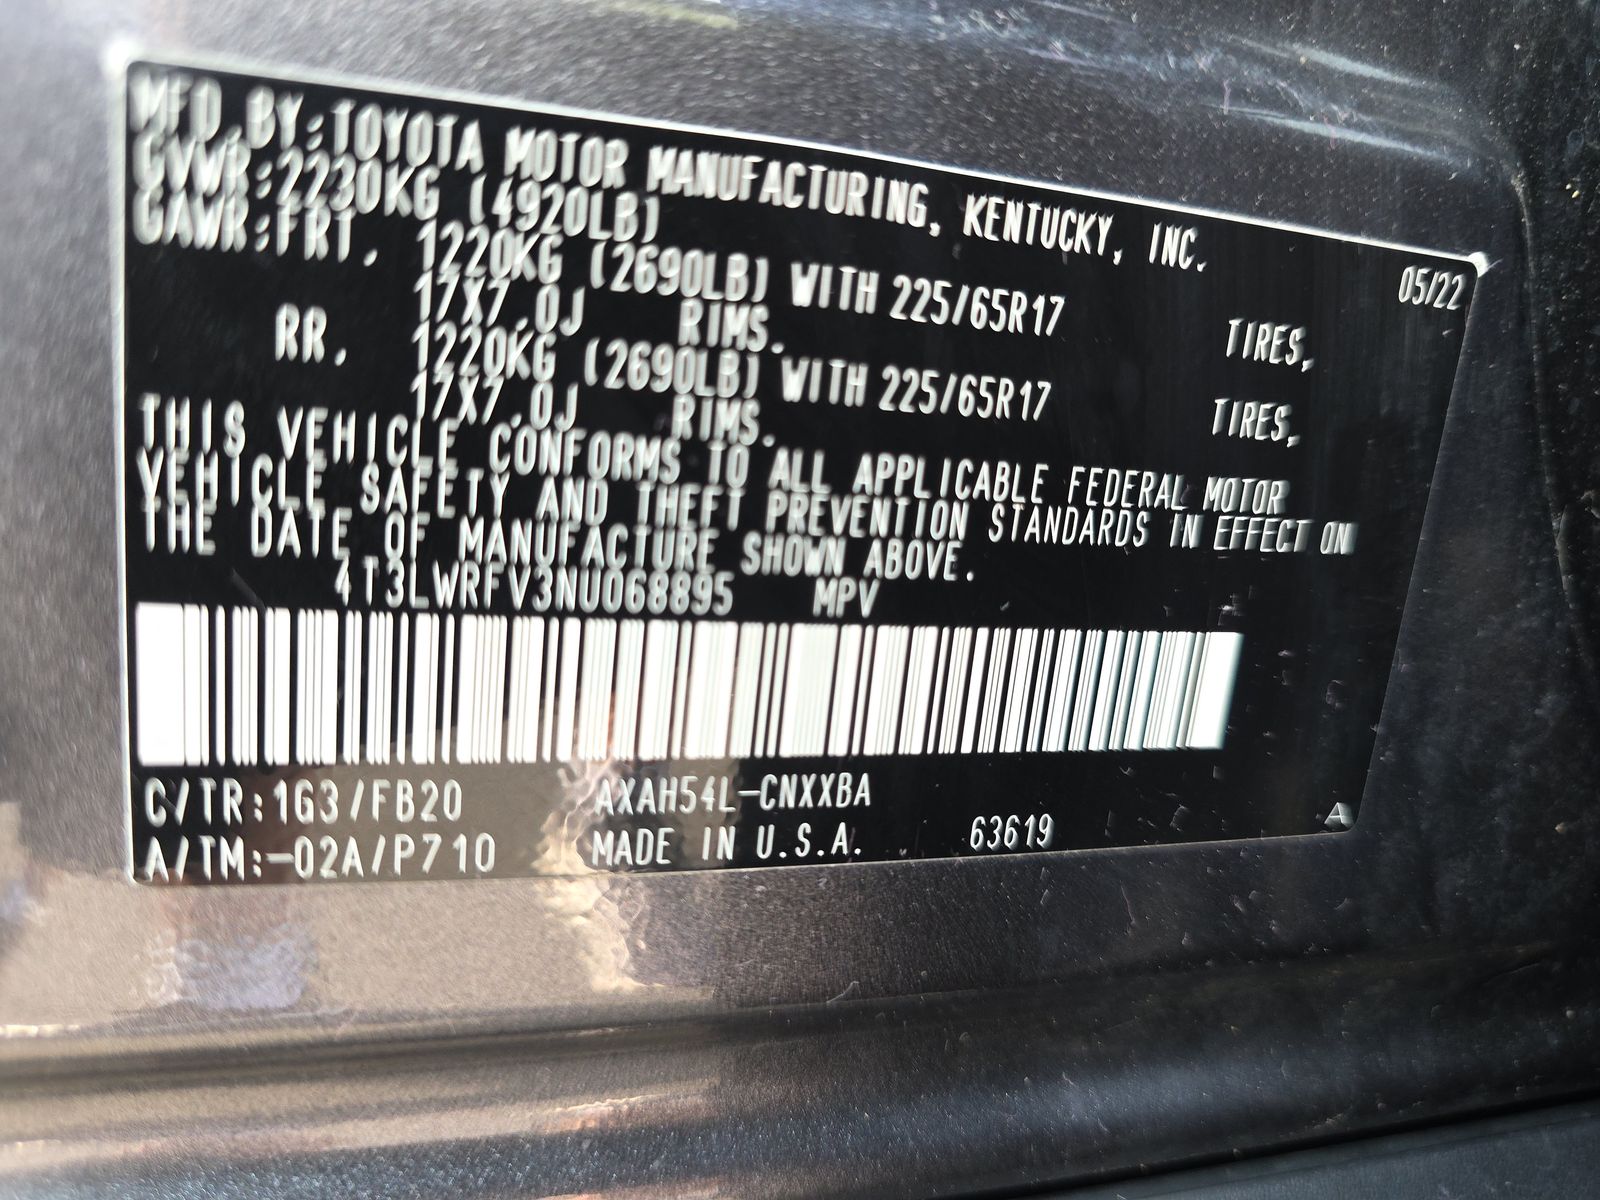 MFD.BY:TOYOTA MOTOR MANUFACTURING, KENTUCKY, INC. 05/22
GVWR:2230KG (4920LB)
GAWR:FRT. 1220KG (2690LB) WITH 225/65R17 TIRES,
17X7.0J RIMS.
RR. 1220KG (2690LB) WITH 225/65R17 TIRES,
17X7.0J RIMS.
THIS VEHICLE CONFORMS TO ALL APPLICABLE FEDERAL MOTOR
VEHICLE SAFETY AND THEFT PREVENTION STANDARDS IN EFFECT ON
THE DATE OF MANUFACTURE SHOWN ABOVE.
4T3LWRFV3NU068895 MPV
C/TR:1G3/FB20 AXAH54L-CNXXBA
A/TM:-02A/P710 MADE IN U.S.A. 63619 A